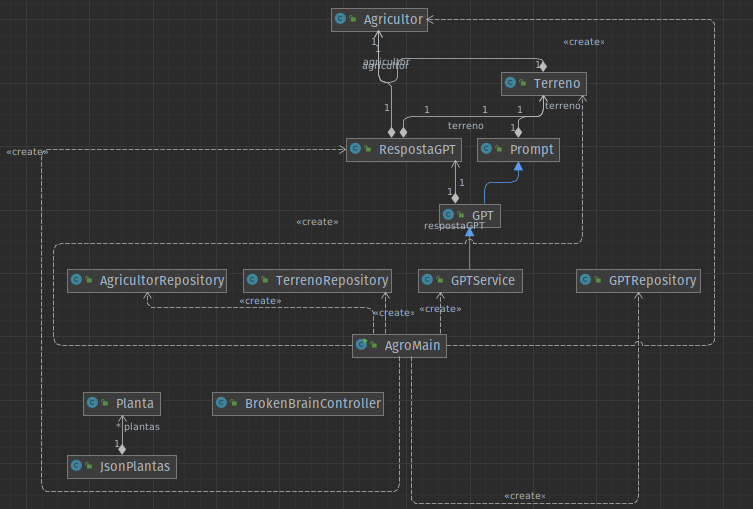 Agricultor
1
«create»
agricultor
agricultor
1
Terreno
1
1
1
1
terreno
terreno
1
«create»
RespostaGPT
Prompt
1
1
GPT
«create»
respostaGPT
AgricultorRepository
TerrenoRepository
GPTService
GPTRepository
«create»
«create»
«create»
AgroMain
Planta
BrokenBrainController
* plantas
1
JsonPlantas
«create»